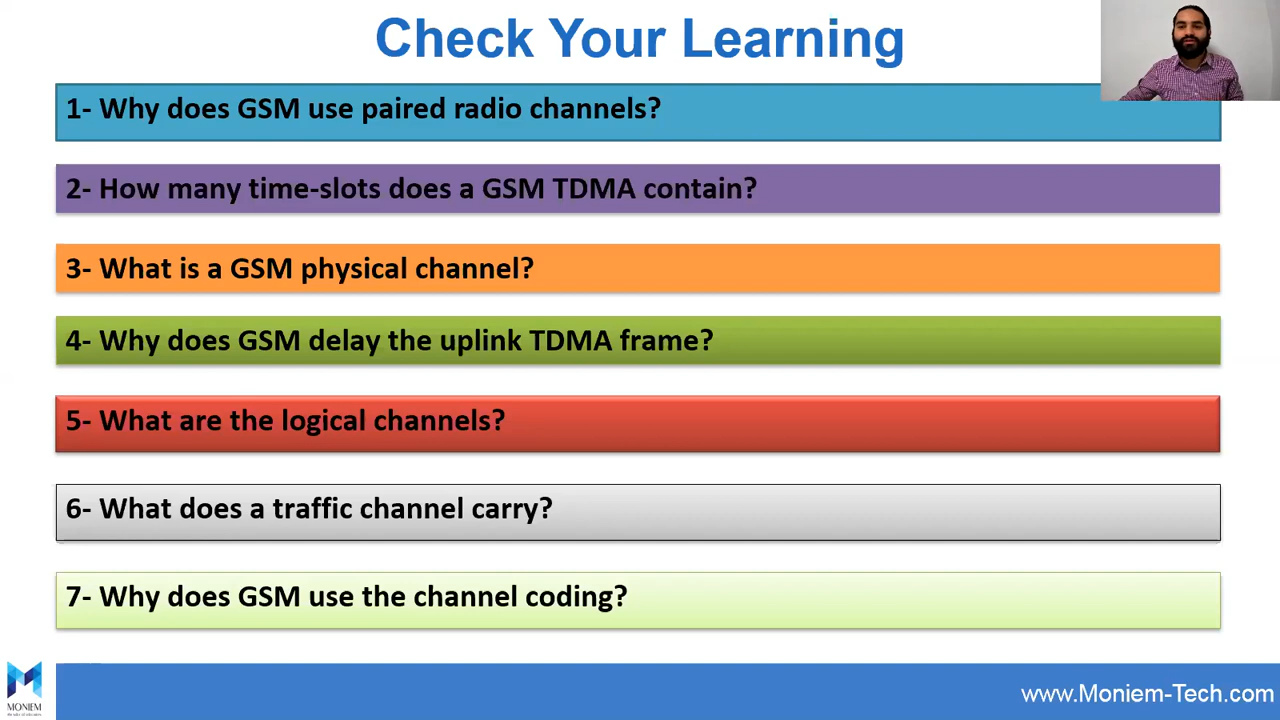 Check Your Learning
1- Why does GSM use paired radio channels?
2- How many time-slots does a GSM TDMA contain?
3- What is a GSM physical channel?
4- Why does GSM delay the uplink TDMA frame?
5- What are the logical channels?
6- What does a traffic channel carry?
7- Why does GSM use the channel coding?
MONIEM
www.Moniem-Tech.com